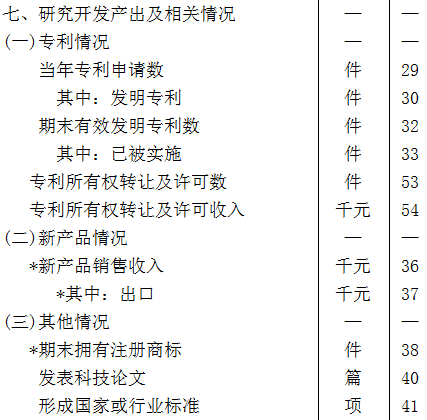 七、研究开发产出及相关情况 — —
(一)专利情况 — —
当年专利申请数 件 29
其中：发明专利 件 30
期末有效发明专利数 件 32
其中：已被实施 件 33
专利所有权转让及许可数 件 53
专利所有权转让及许可收入 千元 54
(二)新产品情况 — —
*新产品销售收入 千元 36
*其中：出口 千元 37
(三)其他情况 — —
*期末拥有注册商标 件 38
发表科技论文 篇 40
形成国家或行业标准 项 41